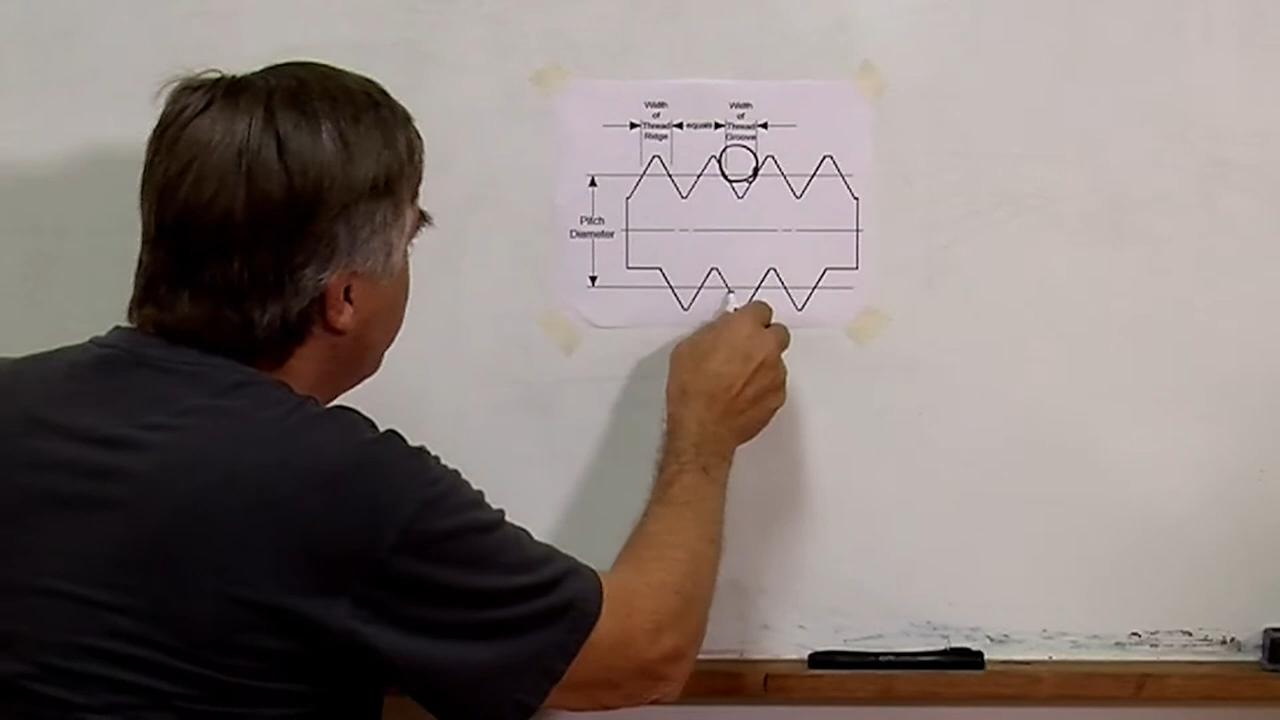 Width
of
Thread
Ridge
equals
Width
of
Thread
Groove
Pitch
Diameter